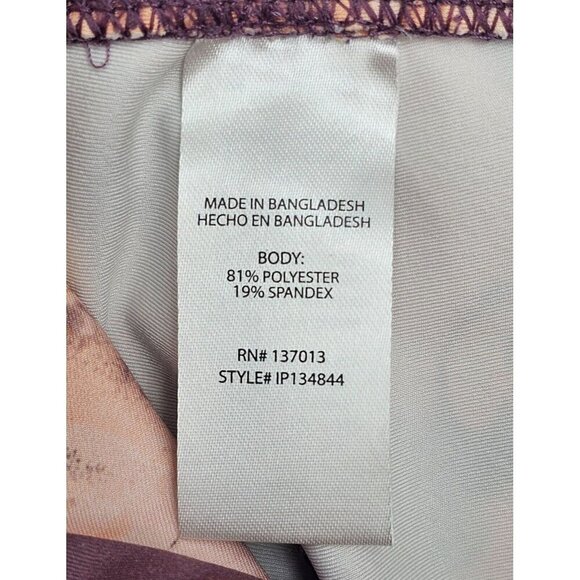 MADE IN BANGLADESH
HECHO EN BANGLADESH
BODY:
81% POLYESTER
19% SPANDEX
RN# 137013
STYLE# IP134844